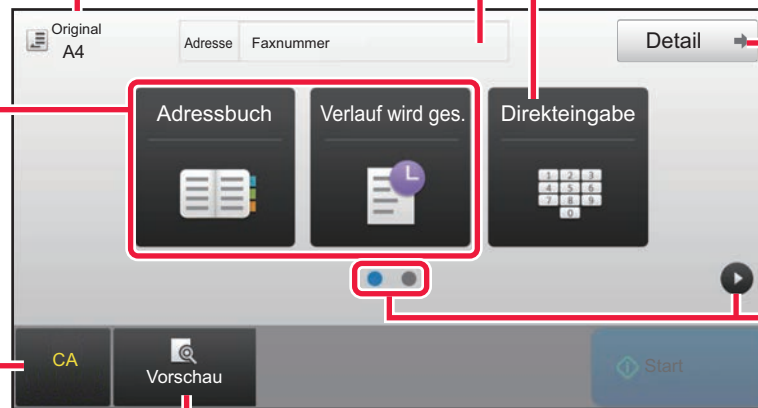 Original
A4
Adresse Faxnummer
Detail
Adressbuch
Verlauf wird ges.
Direkteingabe
1 2 3
4 5 6
7 8 9
0
CA
Vorschau
Start